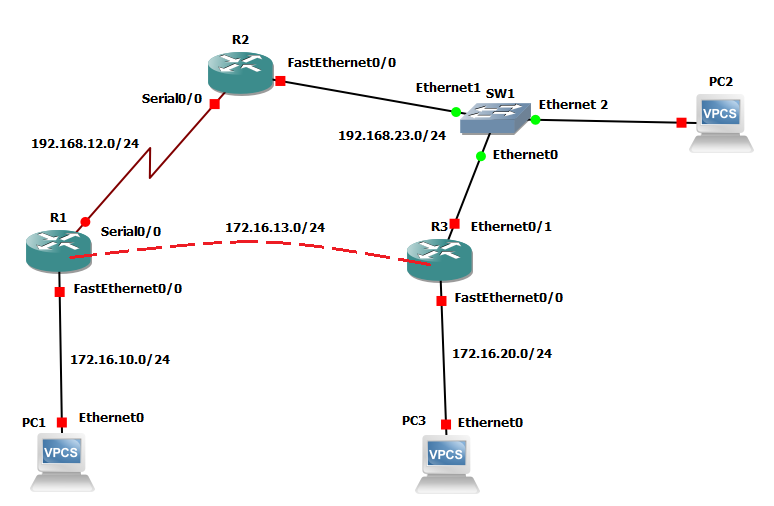 R2
FastEthernet0/0
Serial0/0
Ethernet1
SW1
Ethernet 2
PC2
VPCS
192.168.12.0/24
192.168.23.0/24
Ethernet0
R1
Serial0/0
172.16.13.0/24
R3
Ethernet0/1
FastEthernet0/0
FastEthernet0/0
172.16.10.0/24
172.16.20.0/24
PC1
Ethernet0
PC3
Ethernet0
VPCS
VPCS